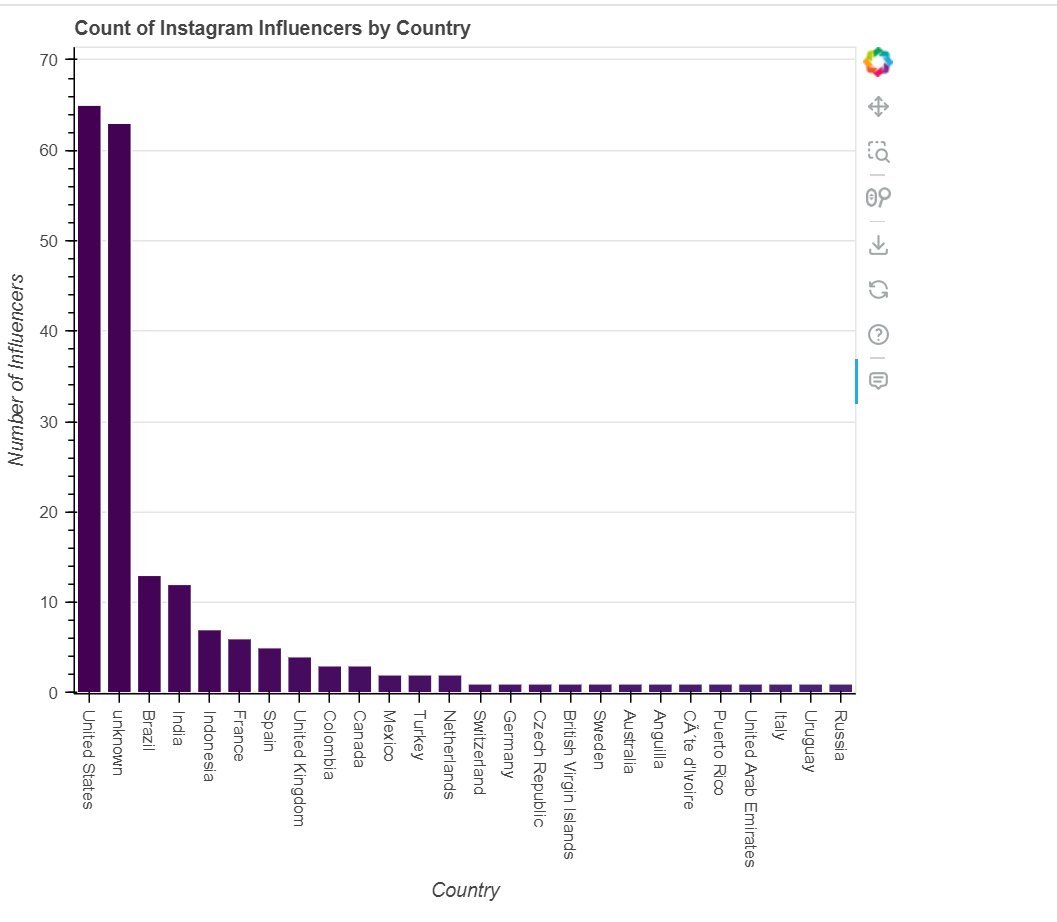 Count of Instagram Influencers by Country
70
60
50
40
30
20
10
0
Number of Influencers
United States
unknown
Brazil
India
Indonesia
France
Spain
United Kingdom
Colombia
Canada
Mexico
Turkey
Netherlands
Switzerland
Germany
Czech Republic
British Virgin Islands
Sweden
Australia
Anguilla
CÃ´te d'Ivoire
Puerto Rico
United Arab Emirates
Italy
Uruguay
Russia
Country